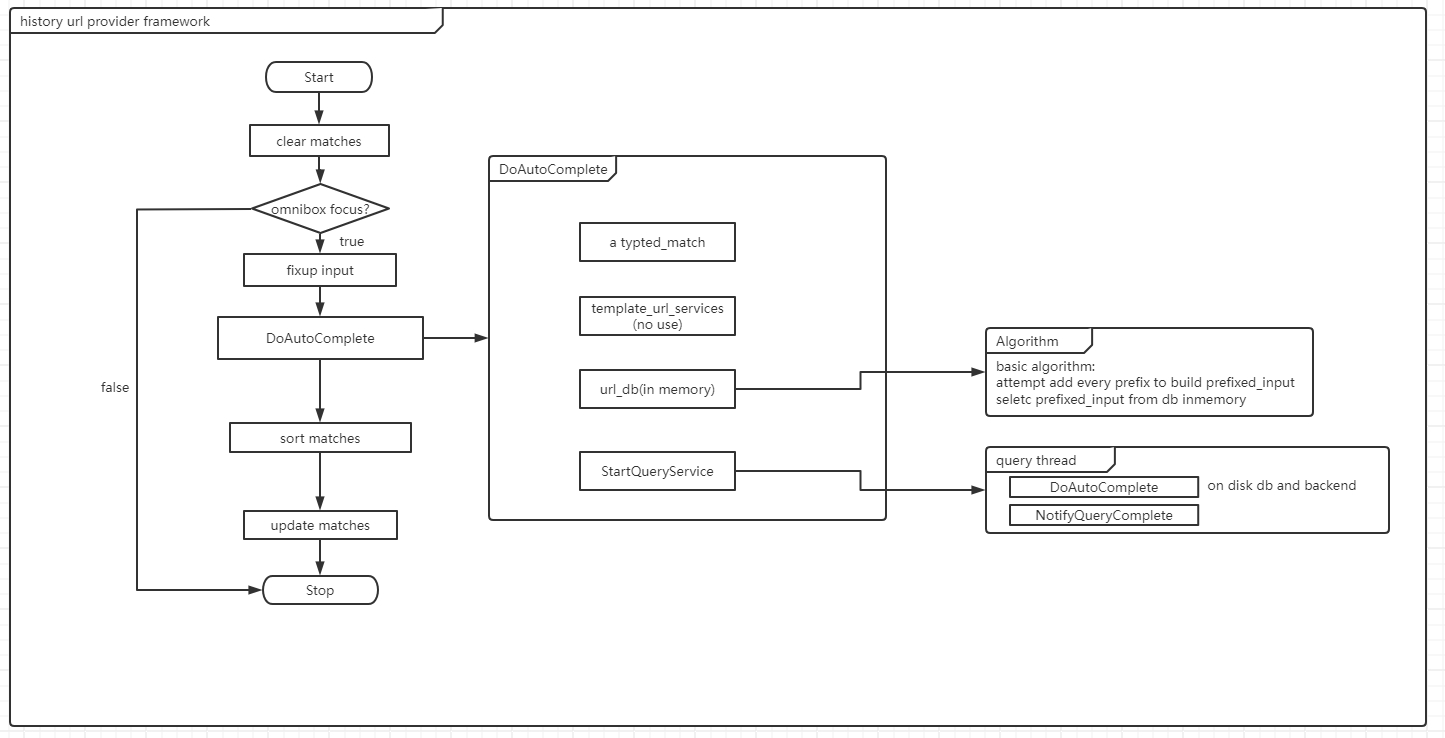 history url provider framework
Start
clear matches
omnibox focus?
true
fixup input
DoAutoComplete
false
sort matches
update matches
Stop
DoAutoComplete
a typted_match
template_url_services
(no use)
url_db(in memory)
StartQueryService
Algorithm
basic algorithm:
attempt add every prefix to build prefixed_input
seletc prefixed_input from db inmemory
query thread
DoAutoComplete
on disk db and backend
NotifyQueryComplete